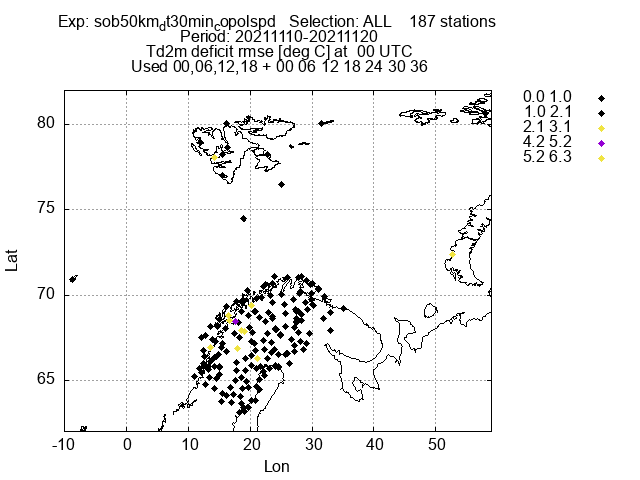 Exp: sob50km_dt30min_copolspd   Selection: ALL    187 stations
Period: 20211110-20211120
Td2m deficit rmse [deg C] at  00 UTC
Used 00,06,12,18 + 00 06 12 18 24 30 36
0.0 1.0
1.0 2.1
2.1 3.1
4.2 5.2
5.2 6.3
80
75
70
65
Lat
-10 0 10 20 30 40 50
Lon